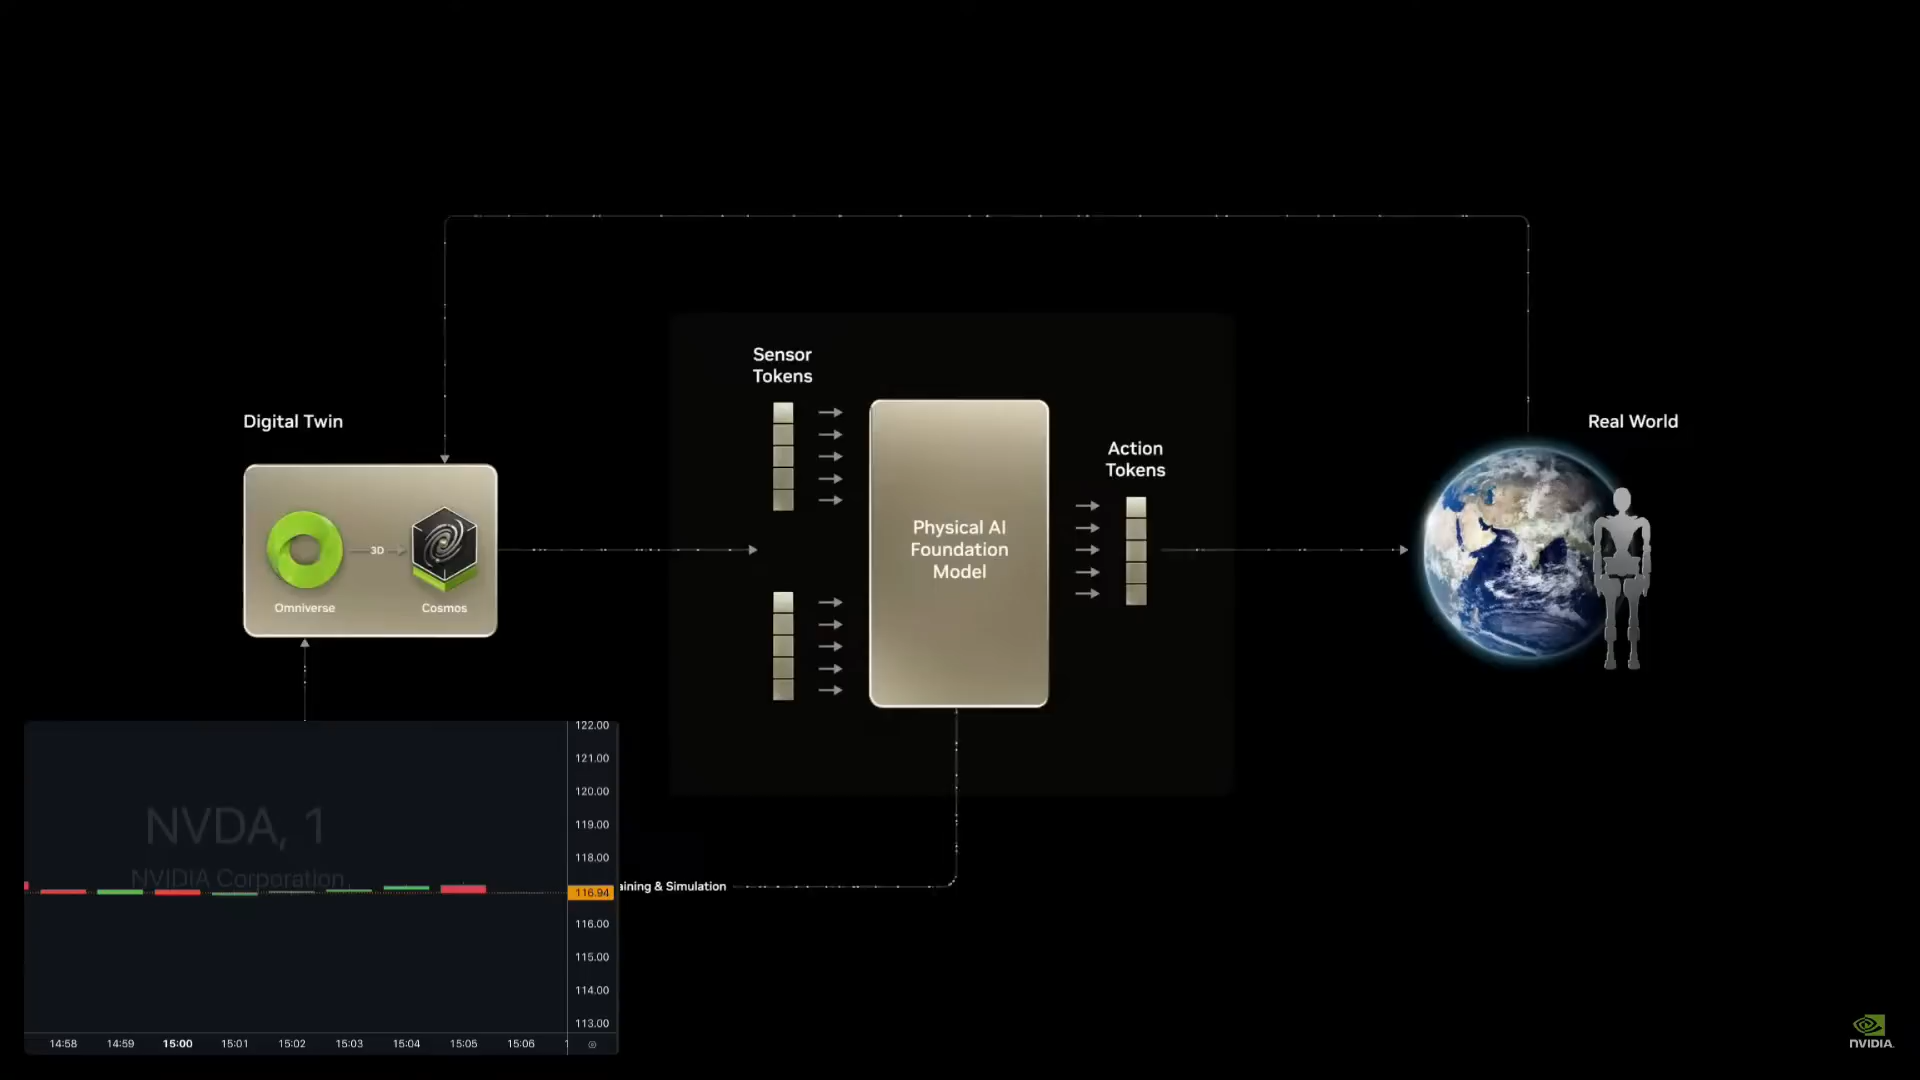 Sensor
Tokens
Digital Twin
Real World
Action
Tokens
Physical AI
Foundation
Model
3D
Omniverse
Cosmos
122.00
121.00
120.00
119.00
118.00
116.94
116.00
115.00
114.00
113.00
NVDA, 1
NVIDIA Corporation
aining & Simulation
14:58 14:59 15:00 15:01 15:02 15:03 15:04 15:05 15:06 1
NVIDIA.